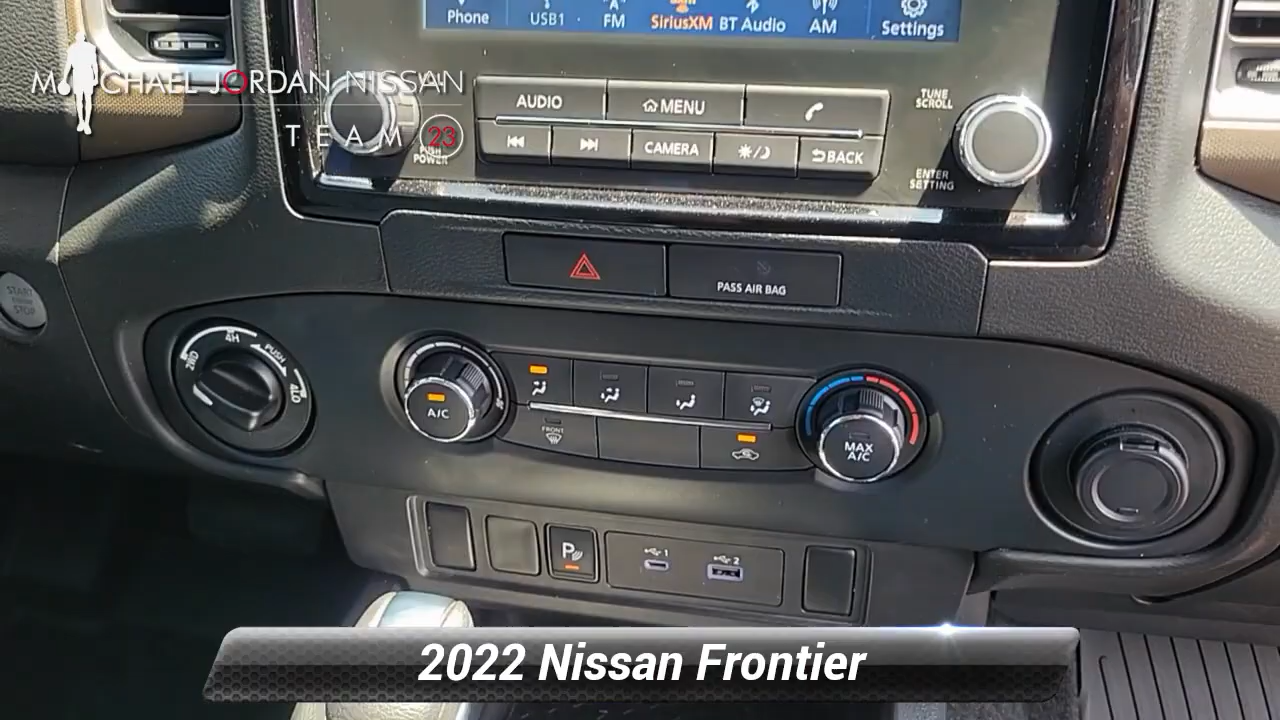 Phone USB1 FM SiriusXM BT Audio AM Settings
MICHAEL JORDAN NISSAN
TEAM 23
PUSH
POWER
AUDIO MENU
CAMERA BACK
TUNE
SCROLL
ENTER
SETTING
PASS AIR BAG
START
STOP
2WD 4H PUSH 4LO
A/C
FRONT
MAX
A/C
P
1 2
2022 Nissan Frontier